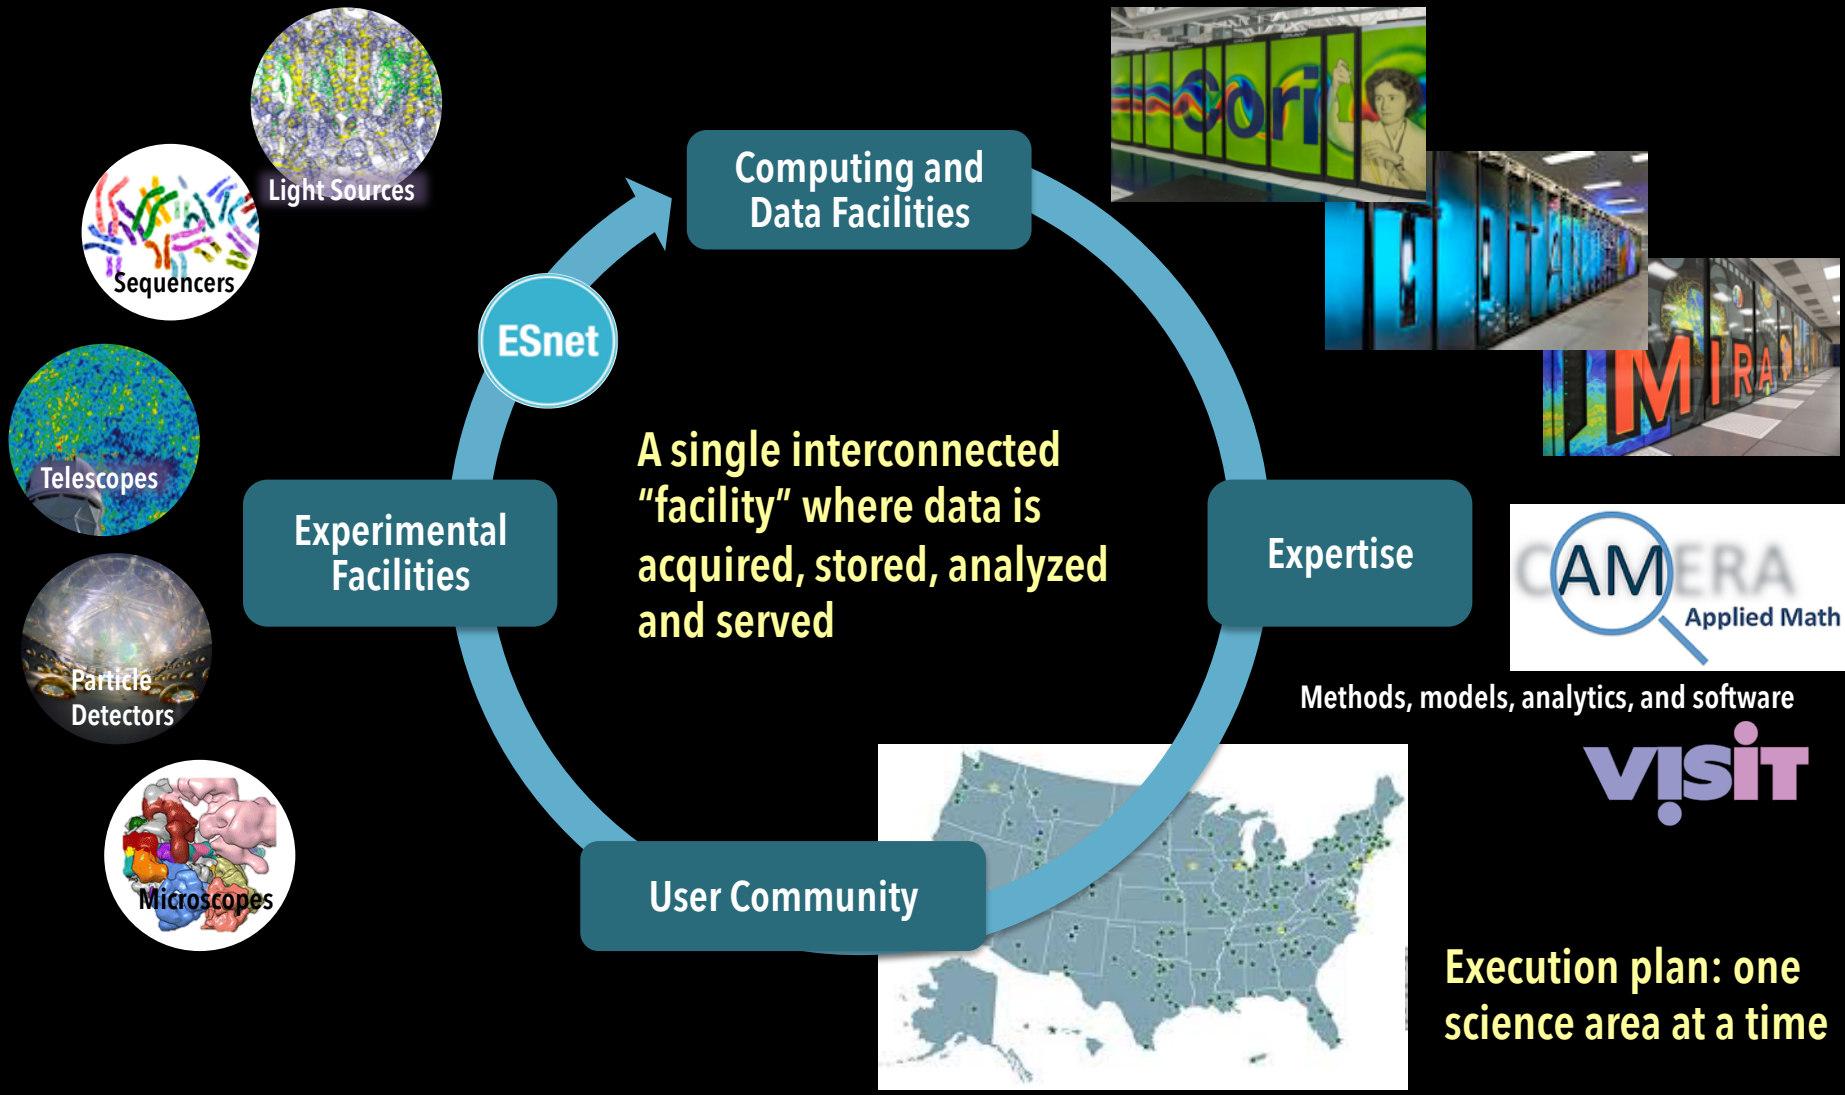 Light Sources
Sequencers
Telescopes
Particle
Detectors
Microscopes
Computing and
Data Facilities
ESnet
Experimental
Facilities
A single interconnected
“facility” where data is
acquired, stored, analyzed
and served
Expertise
User Community
Cori
TITAN
MIRA
CAMERA
Applied Math
Methods, models, analytics, and software
VISIT
Execution plan: one
science area at a time